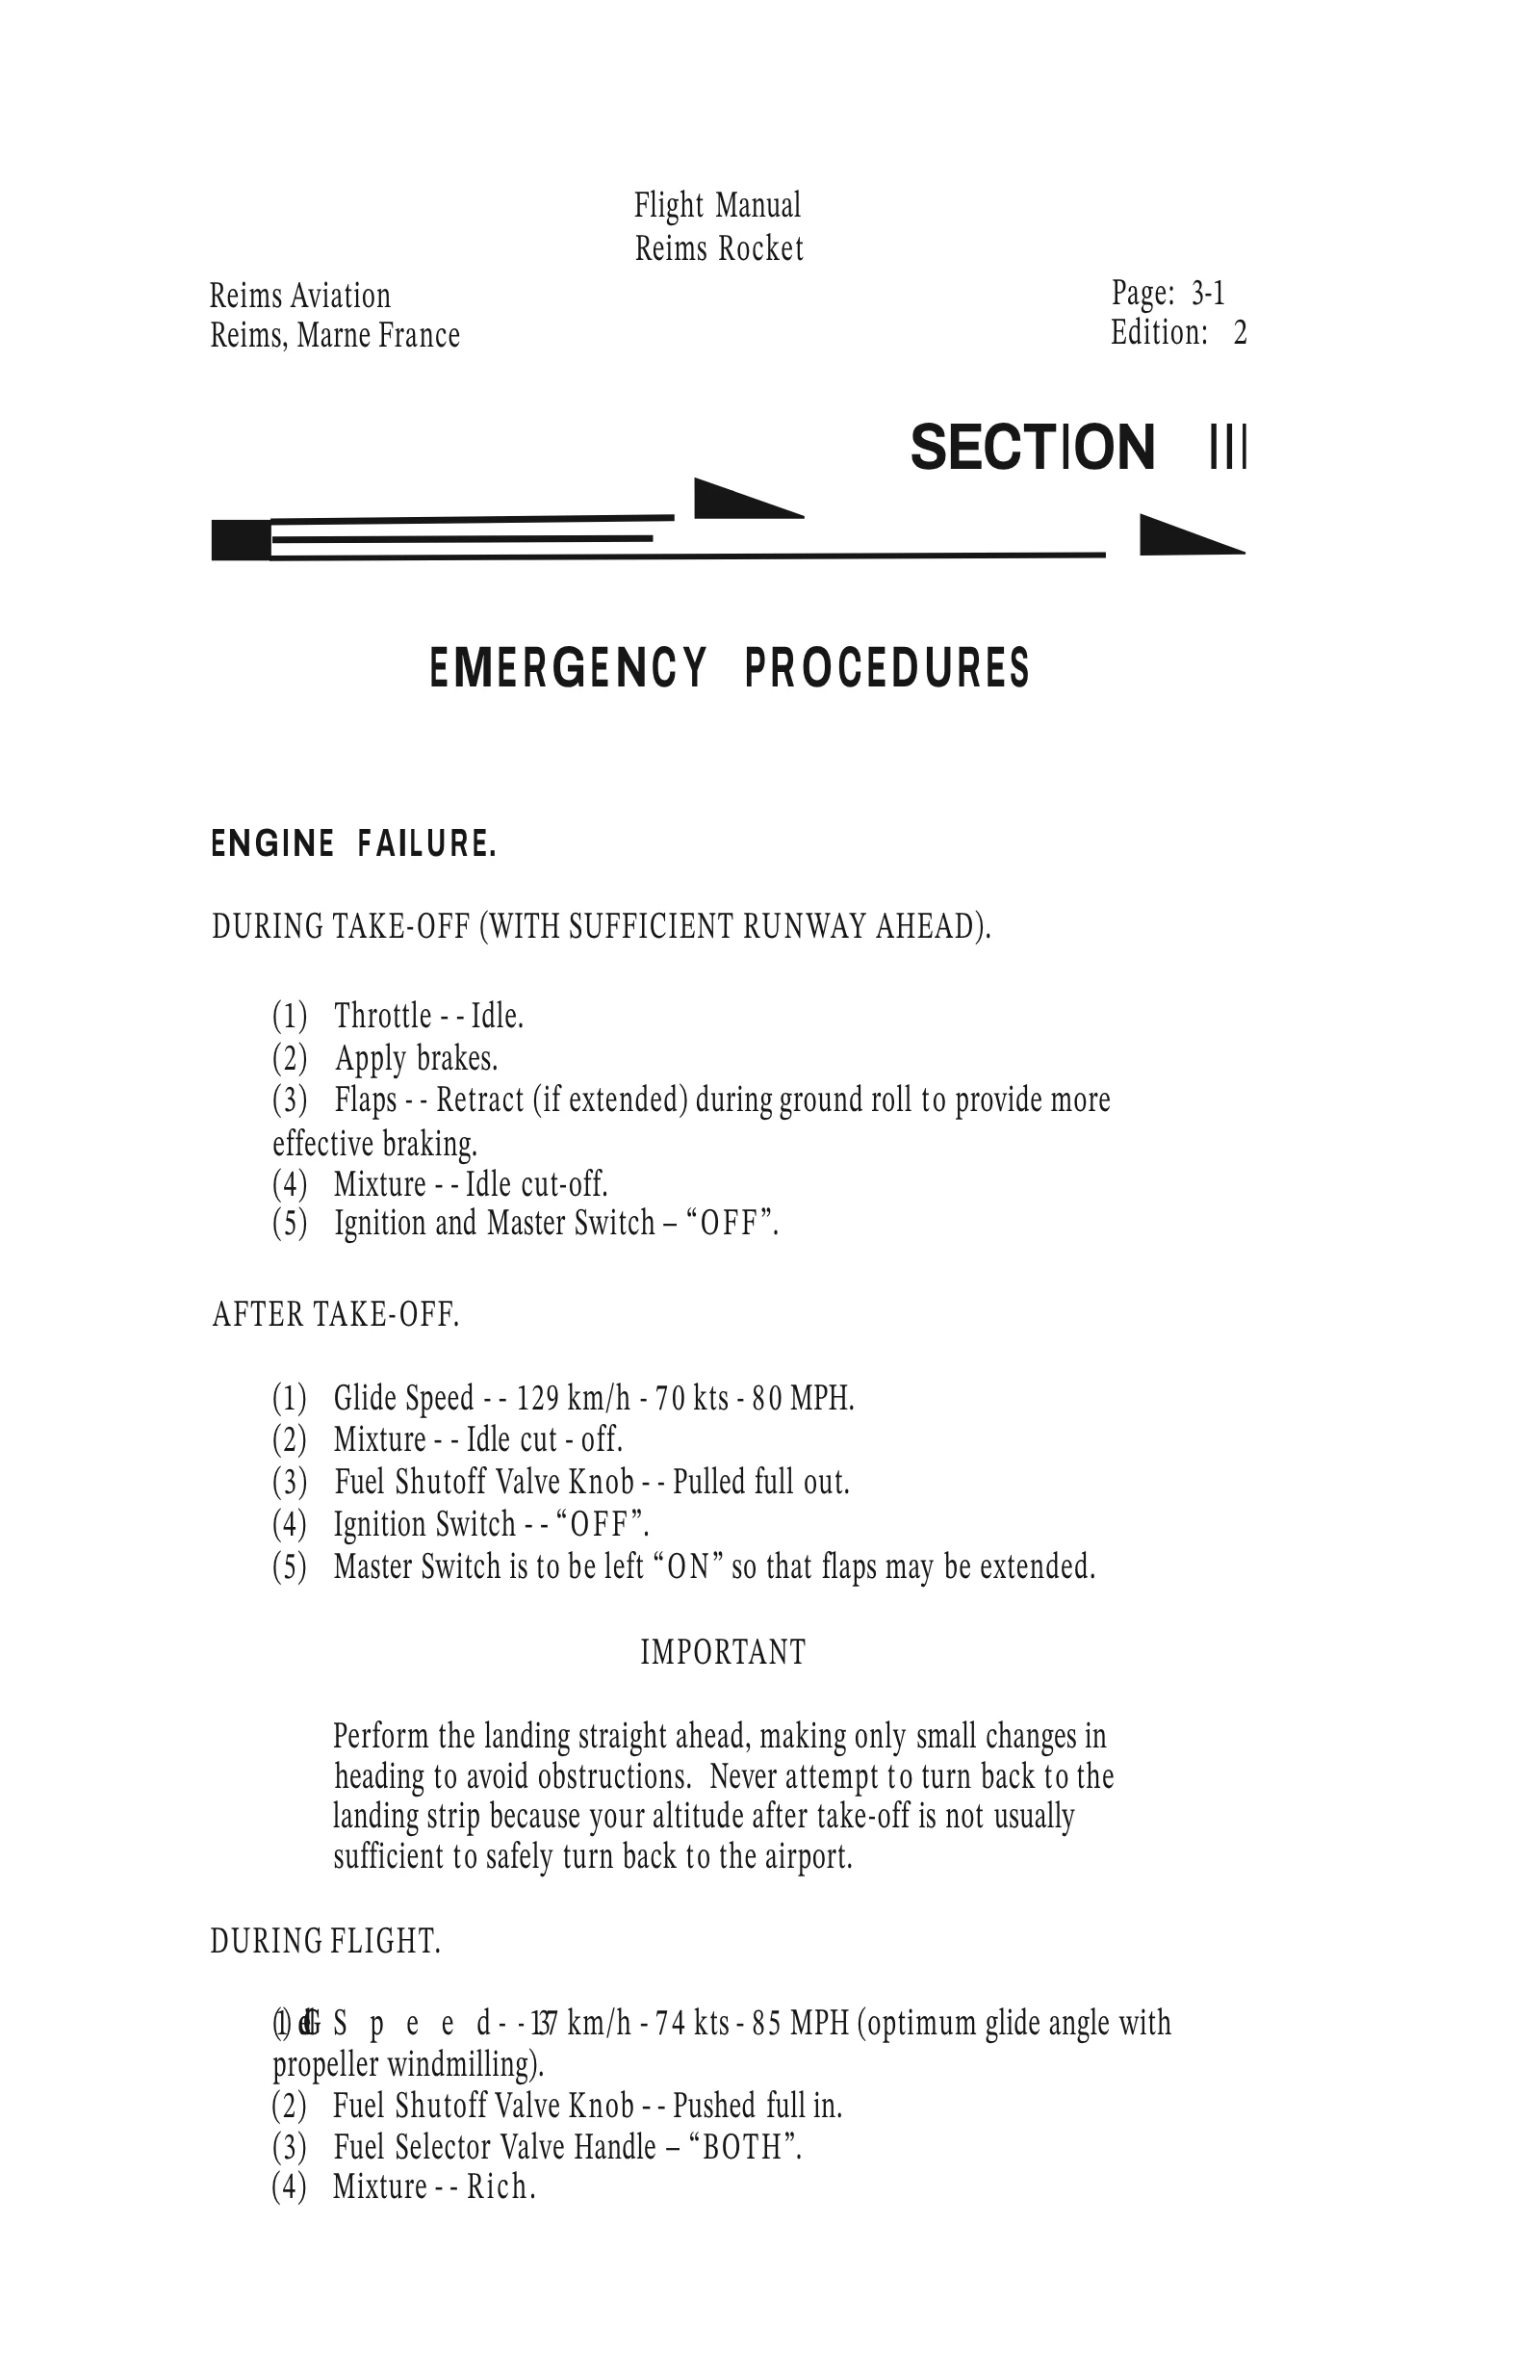 Flight Manual
Reims Rocket
Reims Aviation
Reims, Marne France
Page: 3-1
Edition: 2
SECTION III
EMERGENCY PROCEDURES
ENGINE FAILURE.
DURING TAKE-OFF (WITH SUFFICIENT RUNWAY AHEAD).
(1) Throttle - - Idle.
(2) Apply brakes.
(3) Flaps - - Retract (if extended) during ground roll to provide more
effective braking.
(4) Mixture - - Idle cut-off.
(5) Ignition and Master Switch – “OFF”.
AFTER TAKE-OFF.
(1) Glide Speed - - 129 km/h - 70 kts - 80 MPH.
(2) Mixture - - Idle cut - off.
(3) Fuel Shutoff Valve Knob - - Pulled full out.
(4) Ignition Switch - - “OFF”.
(5) Master Switch is to be left “ON” so that flaps may be extended.
IMPORTANT
Perform the landing straight ahead, making only small changes in
heading to avoid obstructions. Never attempt to turn back to the
landing strip because your altitude after take-off is not usually
sufficient to safely turn back to the airport.
DURING FLIGHT.
(1) Speed - - km/h - 74 kts - 85 MPH (optimum glide angle with
propeller windmilling).
(2) Fuel Shutoff Valve Knob - - Pushed full in.
(3) Fuel Selector Valve Handle – “BOTH”.
(4) Mixture - - Rich.